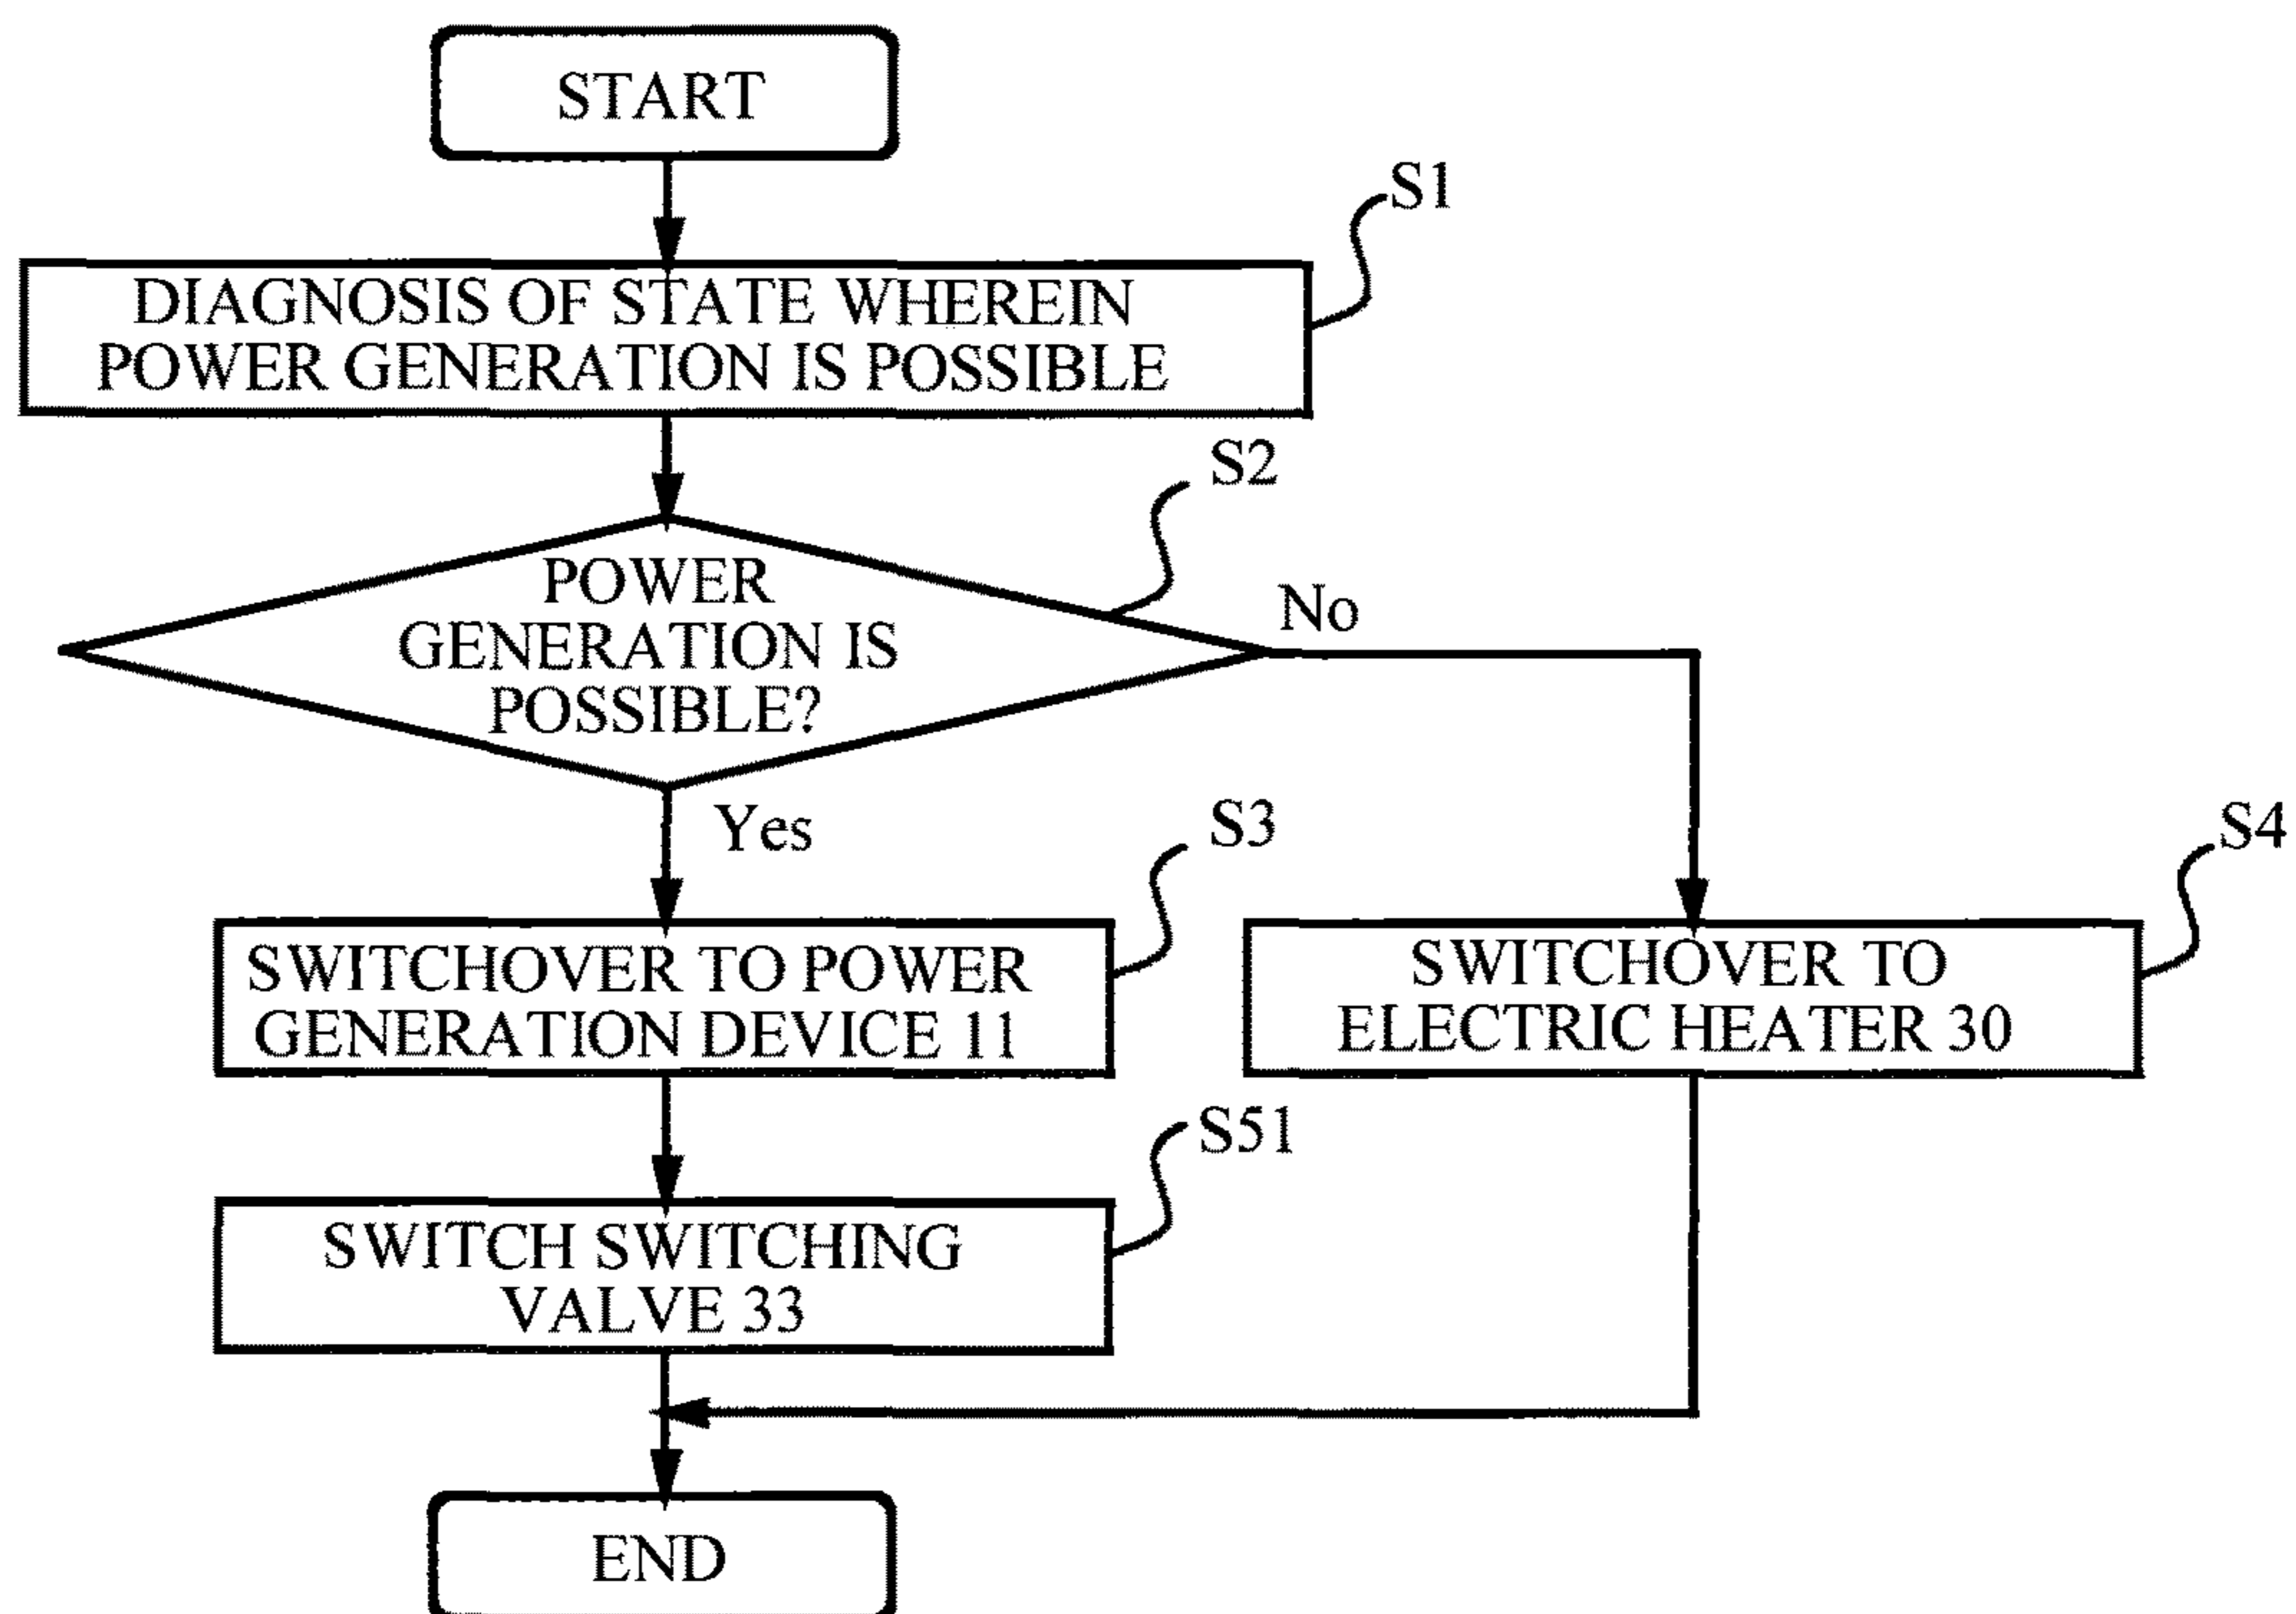 START
S1
DIAGNOSIS OF STATE WHEREIN
POWER GENERATION IS POSSIBLE
S2
POWER
GENERATION IS
POSSIBLE?
No
Yes
S3
SWITCHOVER TO POWER
GENERATION DEVICE 11
S4
SWITCHOVER TO
ELECTRIC HEATER 30
S51
SWITCH SWITCHING
VALVE 33
END